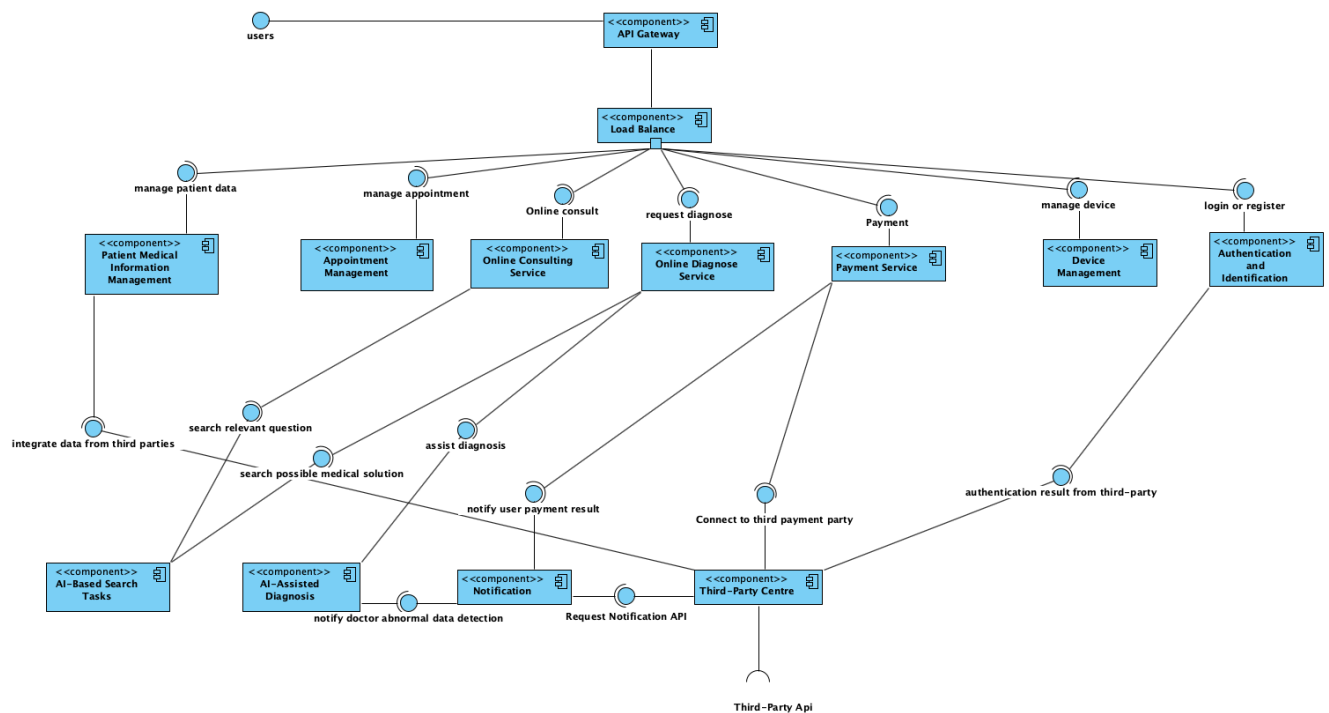 <<component>>
API Gateway
users
<<component>>
Load Balance
manage patient data
manage appointment
Online consult
request diagnose
Payment
manage device
login or register
<<component>>
Patient Medical
Information
Management
<<component>>
Appointment
Management
<<component>>
Online Consulting
Service
<<component>>
Online Diagnose
Service
<<component>>
Payment Service
<<component>>
Device
Management
<<component>>
Authentication
and
Identification
integrate data from third parties
search relevant question
assist diagnosis
search possible medical solution
notify user payment result
Connect to third payment party
authentication result from third-party
<<component>>
AI-Based Search
Tasks
<<component>>
AI-Assisted
Diagnosis
<<component>>
Notification
<<component>>
Third-Party Centre
notify doctor abnormal data detection
Request Notification API
Third-Party Api